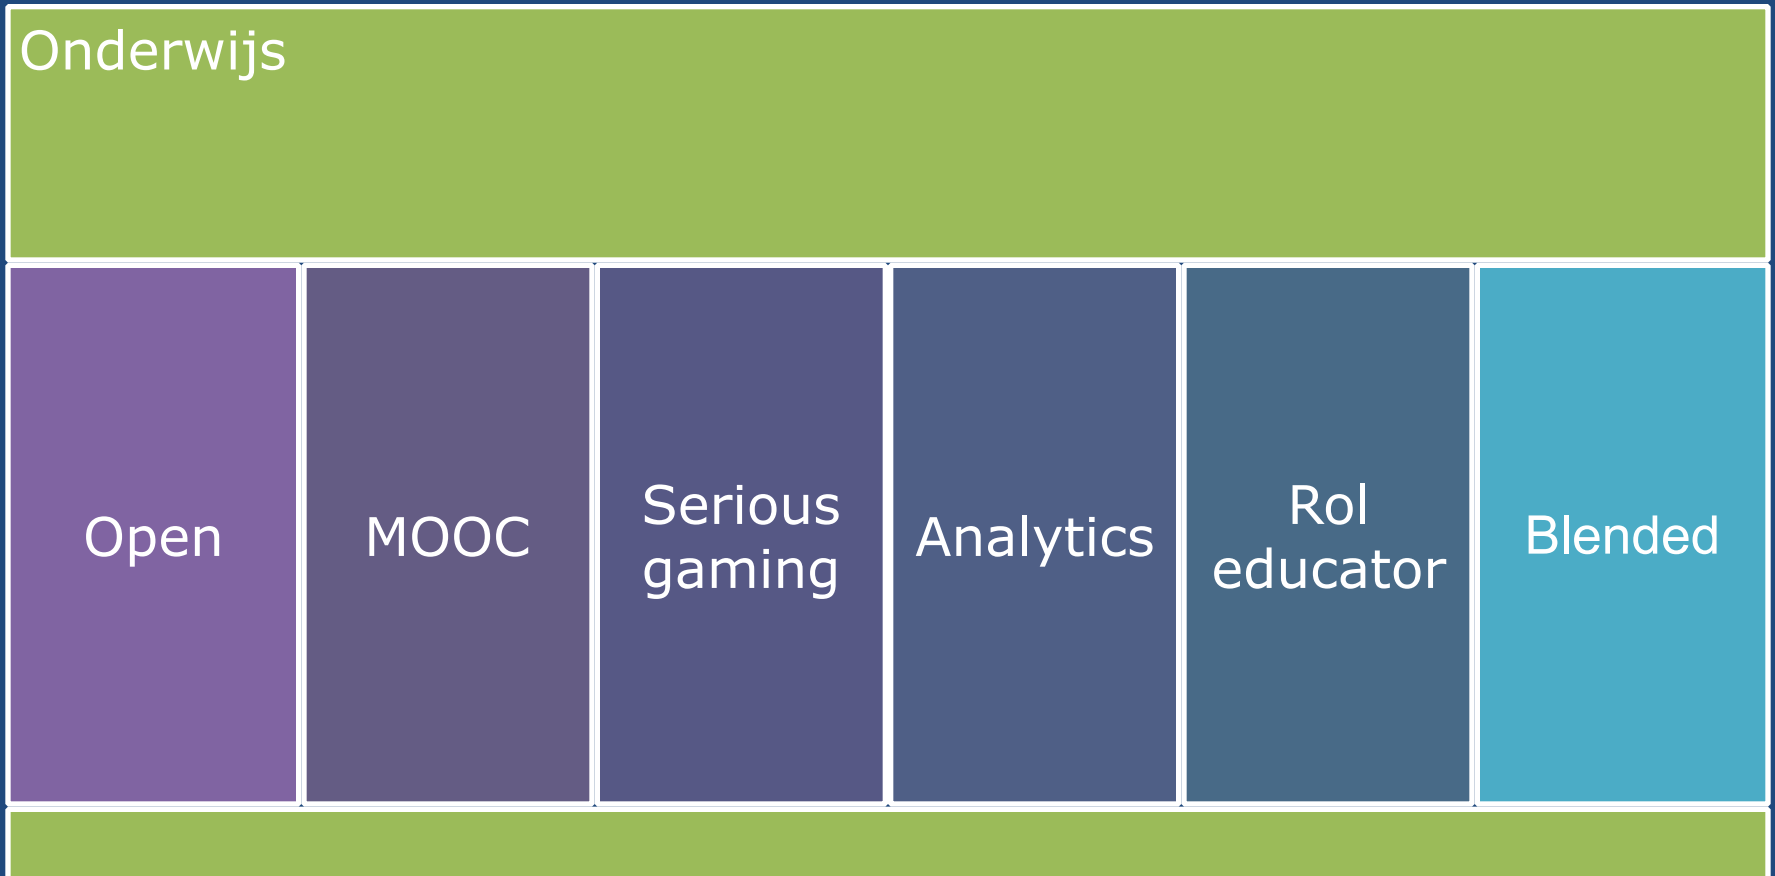 Onderwijs
Open
MOOC
Serious
gaming
Analytics
Rol
educator
Blended